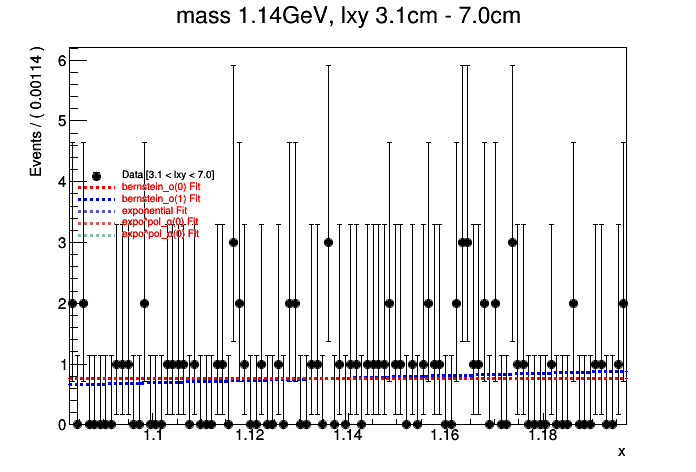 mass 1.14GeV, lxy 3.1cm - 7.0cm
Events / ( 0.00114 )
6
5
4
3
2
1
0
Data [3.1 < lxy < 7.0]
bernstein_o(0) Fit
bernstein_o(1) Fit
exponential Fit
expo*pol_o(0) Fit
expo*pol_o(0) Fit
1.1 1.12 1.14 1.16 1.18
x